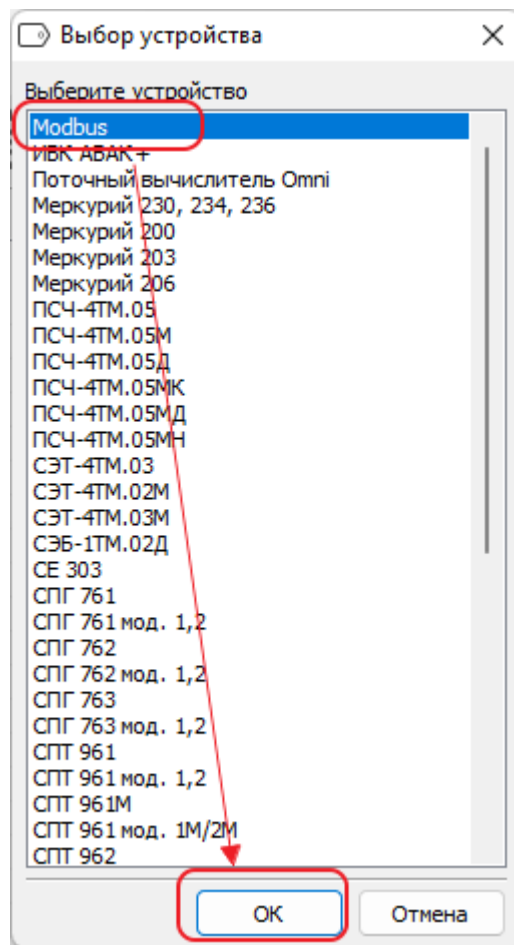 Выбор устройства
Выберите устройство
Modbus
ИВК АБАК+
Поточный вычислитель Omni
Меркурий 230, 234, 236
Меркурий 200
Меркурий 203
Меркурий 206
ПСЧ-4ТМ.05
ПСЧ-4ТМ.05М
ПСЧ-4ТМ.05Д
ПСЧ-4ТМ.05МК
ПСЧ-4ТМ.05МД
ПСЧ-4ТМ.05МН
СЭТ-4ТМ.03
СЭТ-4ТМ.02М
СЭТ-4ТМ.03М
СЭБ-1ТМ.02Д
СЕ 303
СПГ 761
СПГ 761 мод. 1,2
СПГ 762
СПГ 762 мод. 1,2
СПГ 763
СПГ 763 мод. 1,2
СПТ 961
СПТ 961 мод. 1,2
СПТ 961М
СПТ 961 мод. 1М/2М
СПТ 962
ОК Отмена